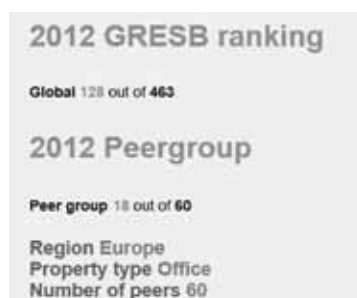 2012 GRESB ranking
Global 128 out of 463
2012 Peergroup
Peer group 18 out of 60
Region Europe
Property type Office
Number of peers 60